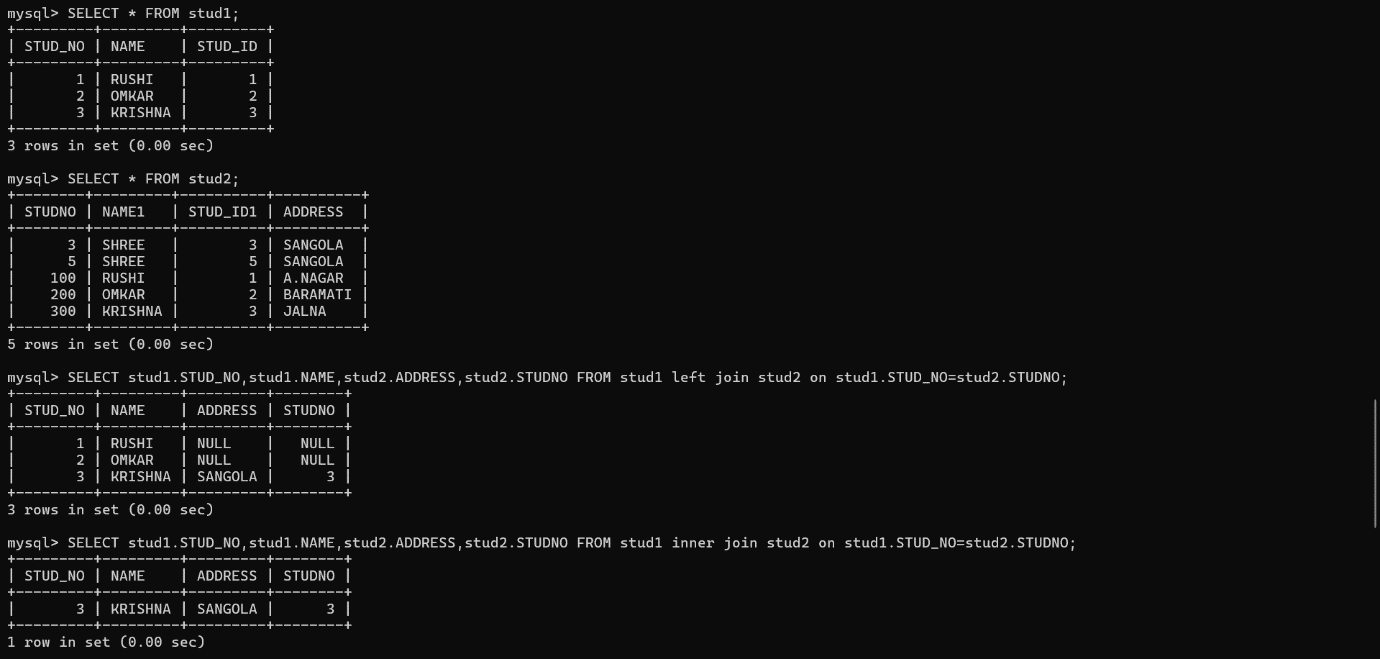 mysql> SELECT * FROM stud1;
+---------+---------+---------+
| STUD_NO | NAME    | STUD_ID |
+---------+---------+---------+
|       1 | RUSHI   |       1 |
|       2 | OMKAR   |       2 |
|       3 | KRISHNA |       3 |
+---------+---------+---------+
3 rows in set (0.00 sec)
mysql> SELECT * FROM stud2;
+--------+---------+----------+----------+
| STUDNO | NAME1   | STUD_ID1 | ADDRESS  |
+--------+---------+----------+----------+
|      3 | SHREE   |        3 | SANGOLA  |
|      5 | SHREE   |        5 | SANGOLA  |
|    100 | RUSHI   |        1 | A.NAGAR  |
|    200 | OMKAR   |        2 | BARAMATI |
|    300 | KRISHNA |        3 | JALNA    |
+--------+---------+----------+----------+
5 rows in set (0.00 sec)
mysql> SELECT stud1.STUD_NO,stud1.NAME,stud2.ADDRESS,stud2.STUDNO FROM stud1 left join stud2 on stud1.STUD_NO=stud2.STUDNO;
+---------+---------+---------+--------+
| STUD_NO | NAME    | ADDRESS | STUDNO |
+---------+---------+---------+--------+
|       1 | RUSHI   | NULL    |   NULL |
|       2 | OMKAR   | NULL    |   NULL |
|       3 | KRISHNA | SANGOLA |      3 |
+---------+---------+---------+--------+
3 rows in set (0.00 sec)
mysql> SELECT stud1.STUD_NO,stud1.NAME,stud2.ADDRESS,stud2.STUDNO FROM stud1 inner join stud2 on stud1.STUD_NO=stud2.STUDNO;
+---------+---------+---------+--------+
| STUD_NO | NAME    | ADDRESS | STUDNO |
+---------+---------+---------+--------+
|       3 | KRISHNA | SANGOLA |      3 |
+---------+---------+---------+--------+
1 row in set (0.00 sec)